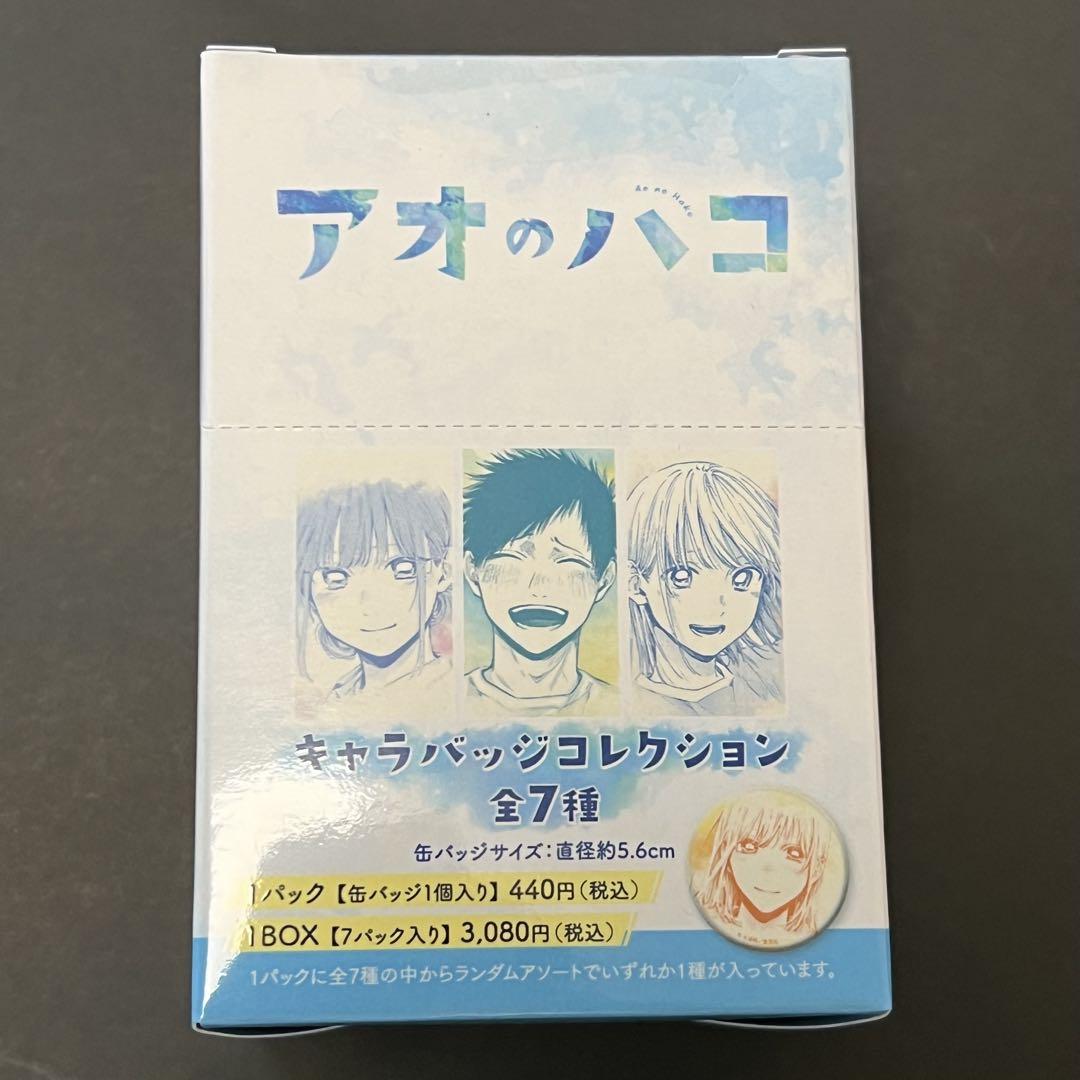 Ao no Hako
アオのハコ
キャラバッジコレクション
全7種
缶バッジサイズ：直径約5.6cm
1パック【缶バッジ1個入り】440円（税込）
1BOX【7パック入り】3,080円（税込）
1パックに全7種の中からランダムアソートでいずれか1種が入っています。